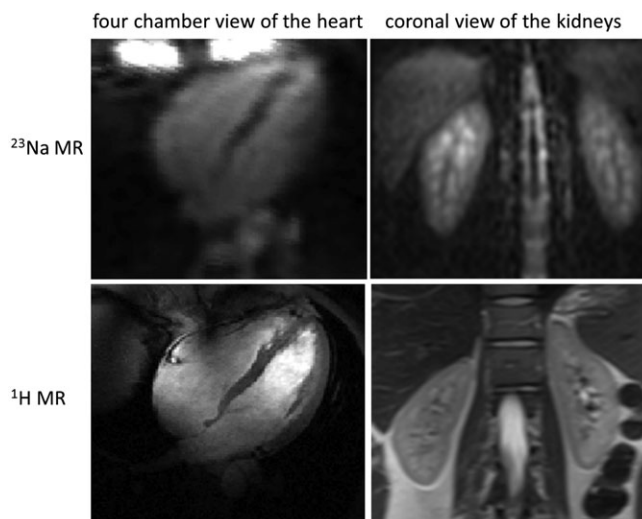 four chamber view of the heart
coronal view of the kidneys
²³Na MR
¹H MR